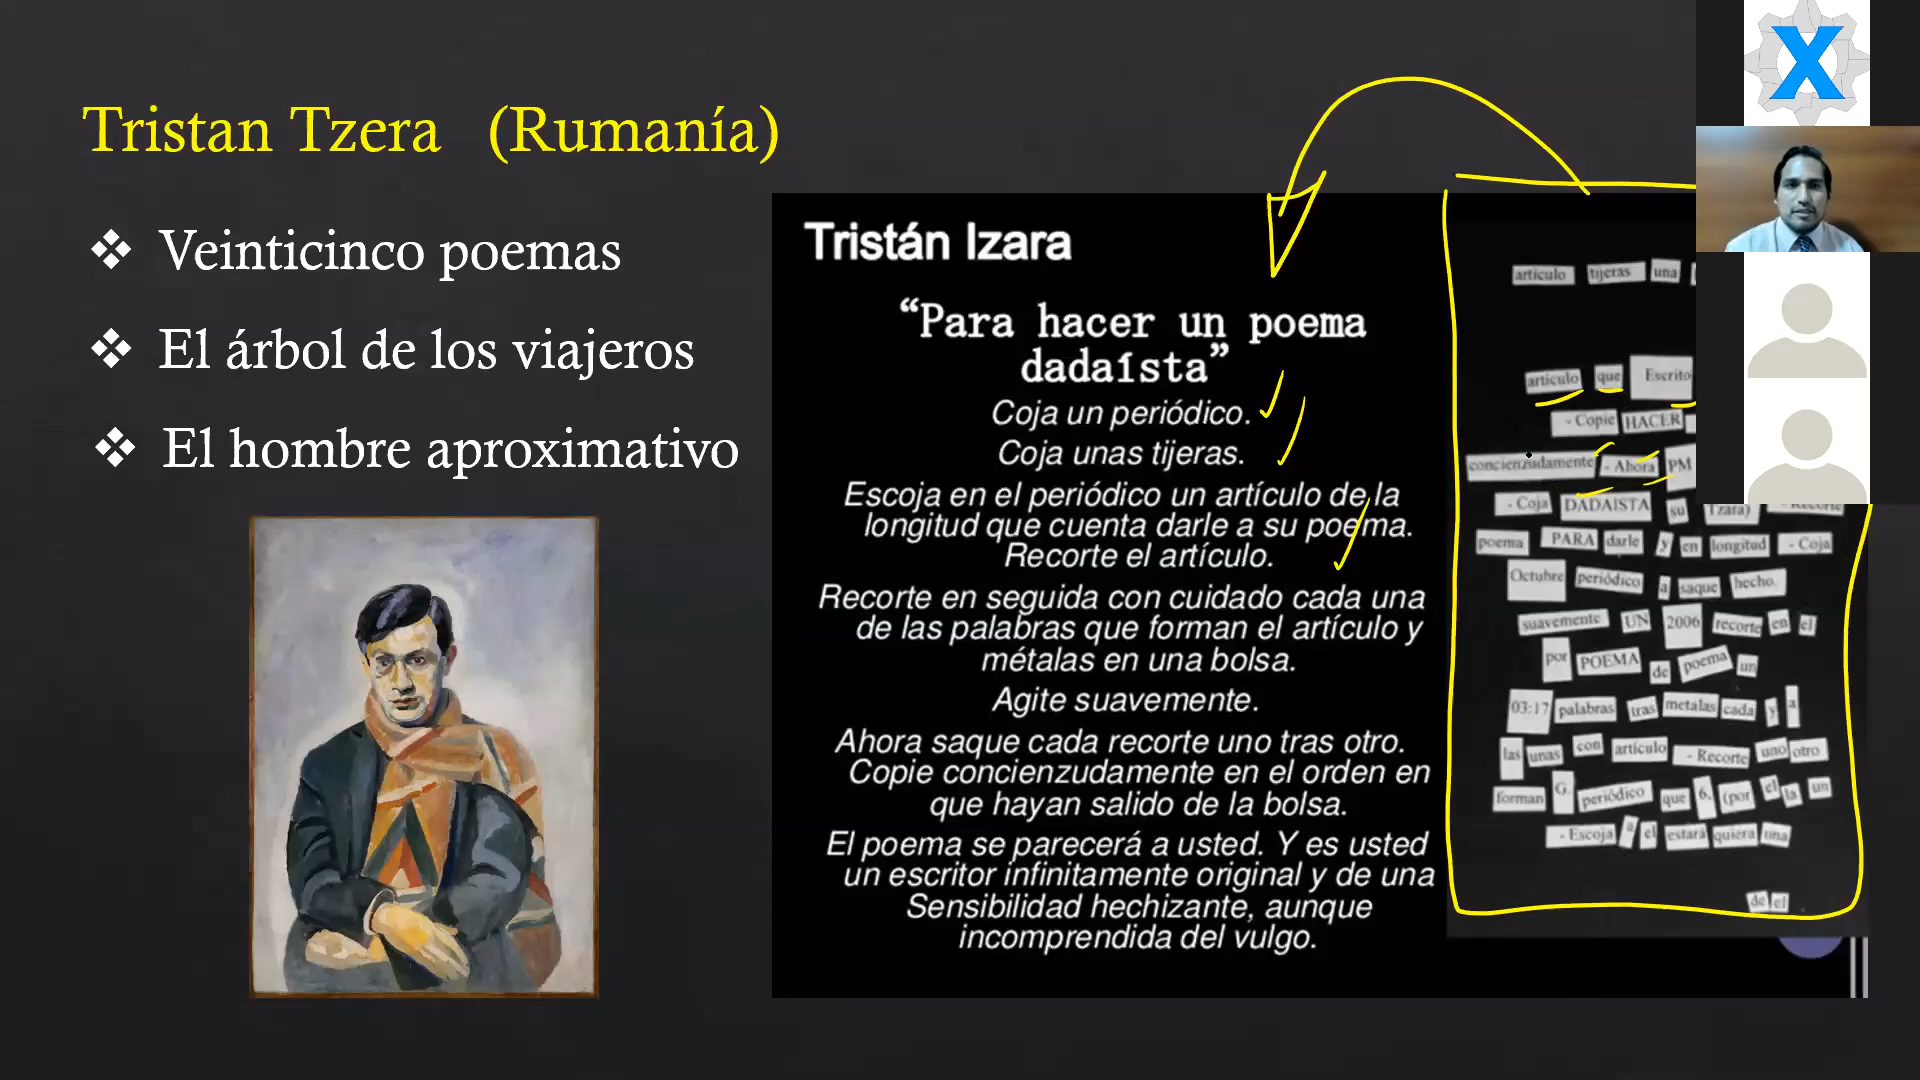 Tristan Tzera (Rumanía)
Veinticinco poemas
El árbol de los viajeros
El hombre aproximativo
Tristán Izara
“Para hacer un poema
dadaísta”
Coja un periódico.
Coja unas tijeras.
Escoja en el periódico un artículo de la
longitud que cuenta darle a su poema.
Recorte el artículo.
Recorte en seguida con cuidado cada una
de las palabras que forman el artículo y
métalas en una bolsa.
Agite suavemente.
Ahora saque cada recorte uno tras otro.
Copie concienzudamente en el orden en
que hayan salido de la bolsa.
El poema se parecerá a usted. Y es usted
un escritor infinitamente original y de una
Sensibilidad hechizante, aunque
incomprendida del vulgo.
artículo tijeras una
artículo que Escrito
- Copie HACER
concienzudamente - Ahora PM
- Coja DADAISTA su Tzara) - Recorte
poema PARA darle y en longitud - Coja
Octubre periódico a saque hecho.
suavemente UN 2006 recorte en el
por POEMA de poema un
03:17 palabras tras metalas cada y a
las unas con artículo - Recorte uno otro
forman G. periódico que 6, (por el la un
- Escoja a el estará quiera una
de el
X